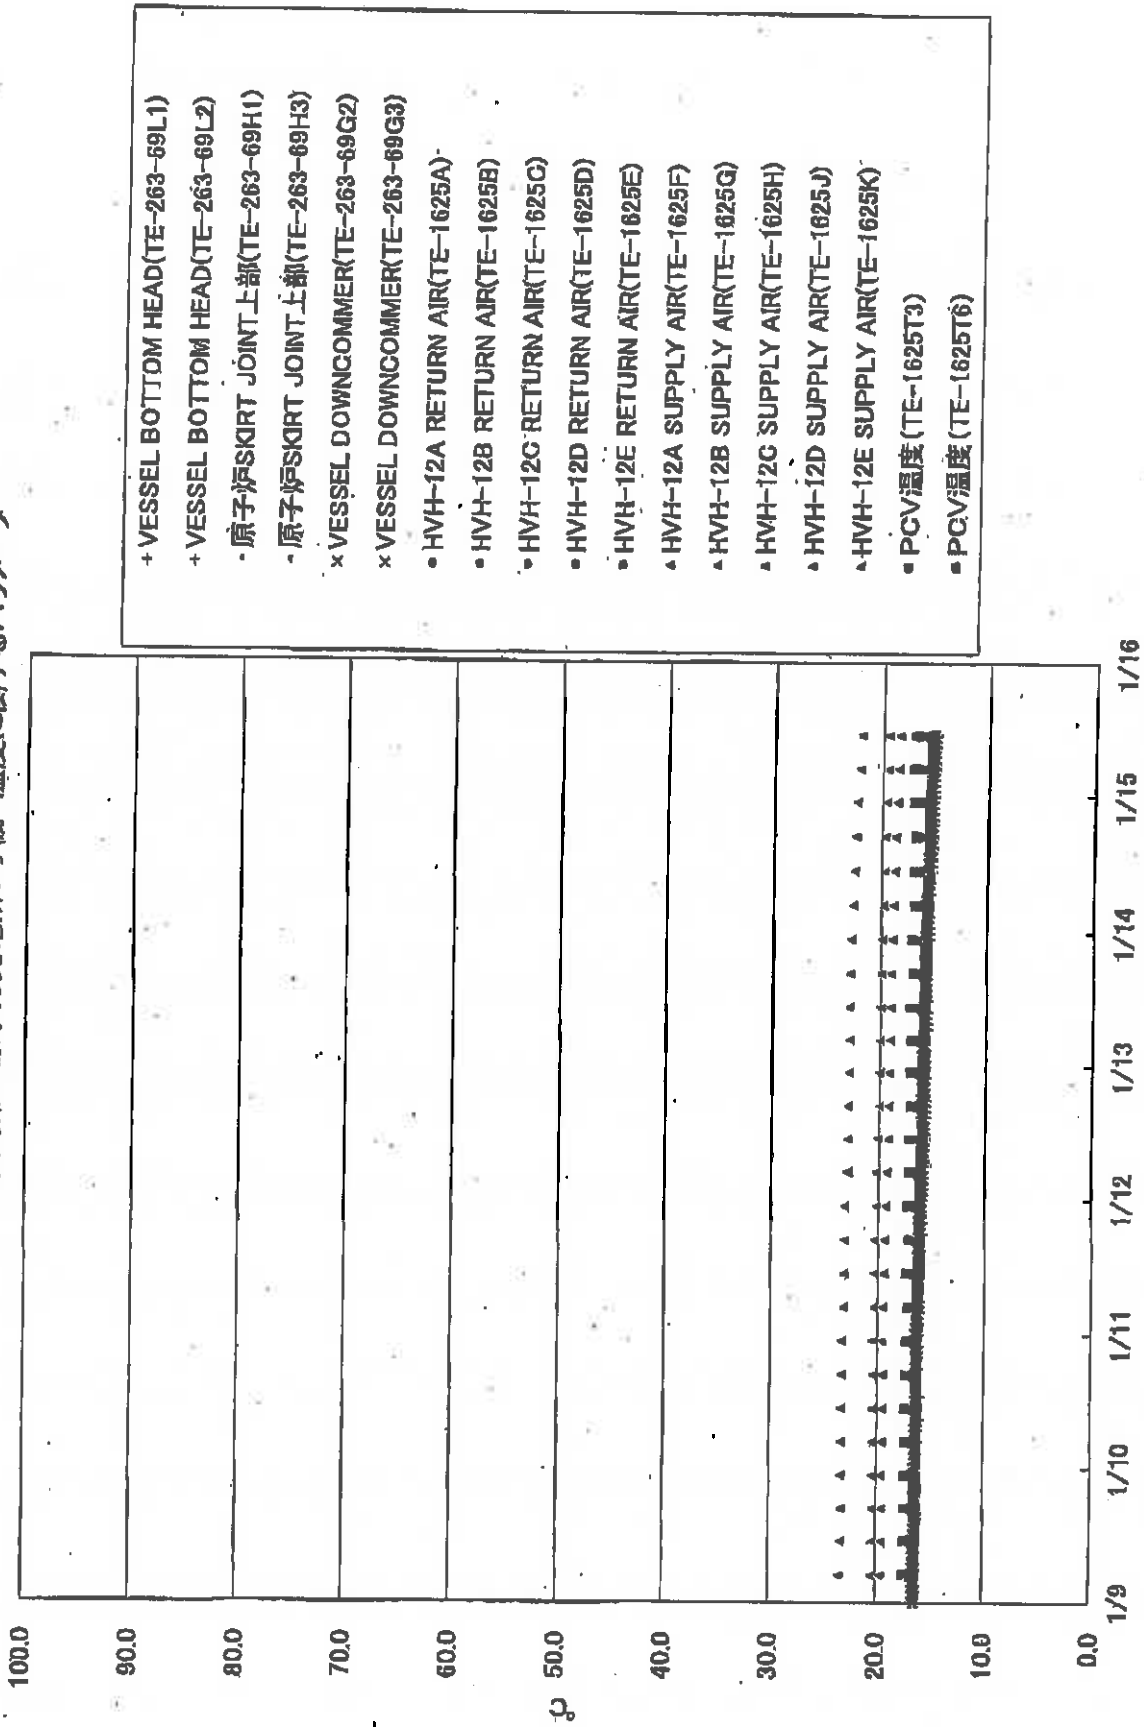 100.0
90.0
80.0
70.0
60.0
50.0
40.0
30.0
20.0
10.0
0.0
℃
1/9
1/10
1/11
1/12
1/13
1/14
1/15
1/16
+ VESSEL BOTTOM HEAD(TE-263-69L1)
+ VESSEL BOTTOM HEAD(TE-263-69L2)
- 原子炉SKIRT JOINT上部(TE-263-69H1)
- 原子炉SKIRT JOINT上部(TE-263-69H3)
× VESSEL DOWNCOMMER(TE-263-69G2)
× VESSEL DOWNCOMMER(TE-263-69G3)
● HVH-12A RETURN AIR(TE-1625A)
● HVH-12B RETURN AIR(TE-1625B)
● HVH-12C RETURN AIR(TE-1625C)
● HVH-12D RETURN AIR(TE-1625D)
● HVH-12E RETURN AIR(TE-1625E)
▲ HVH-12A SUPPLY AIR(TE-1625F)
▲ HVH-12B SUPPLY AIR(TE-1625G)
▲ HVH-12C SUPPLY AIR(TE-1625H)
▲ HVH-12D SUPPLY AIR(TE-1625J)
▲ HVH-12E SUPPLY AIR(TE-1625K)
■ PCV温度(TE-1625T3)
■ PCV温度(TE-1625T6)